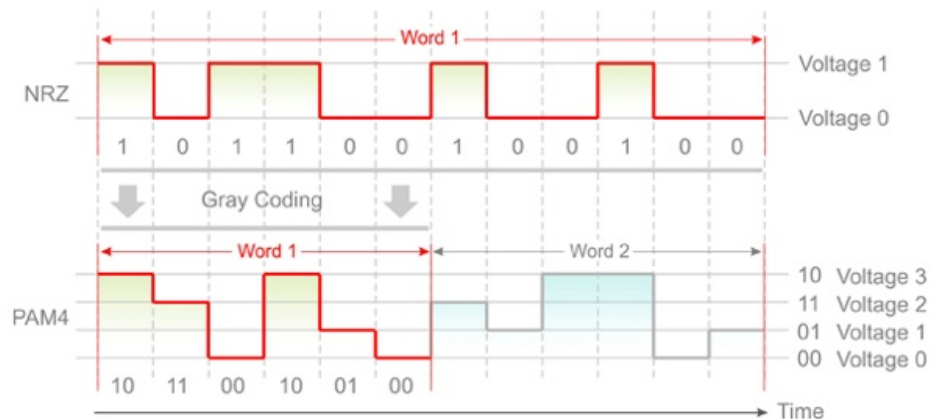 Word 1
NRZ
Voltage 1
Voltage 0
1 0 1 1 0 0 1 0 0 1 0 0
Gray Coding
Word 1
Word 2
PAM4
10 Voltage 3
11 Voltage 2
01 Voltage 1
00 Voltage 0
10 11 00 10 01 00
Time